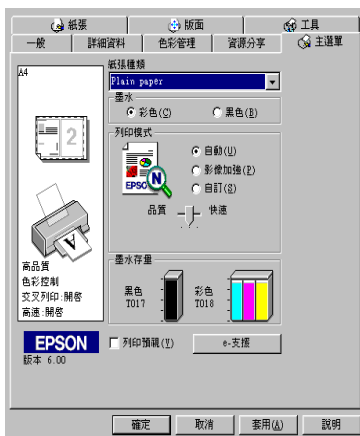 紙張 版面 工具
一般 詳細資料 色彩管理 資源分享 主選單
A4
紙張種類
Plain paper
墨水
彩色(C) 黑色(B)
列印模式
自動(U)
影像加強(P)
自訂(S)
EPSO N
品質 快速
2
高品質
色彩控制
交叉列印:開啓
高速:開啓
墨水存量
黑色 彩色
T017 T018
EPSON
版本 6.00
列印預視(Y) e-支援
確定 取消 套用(A) 說明